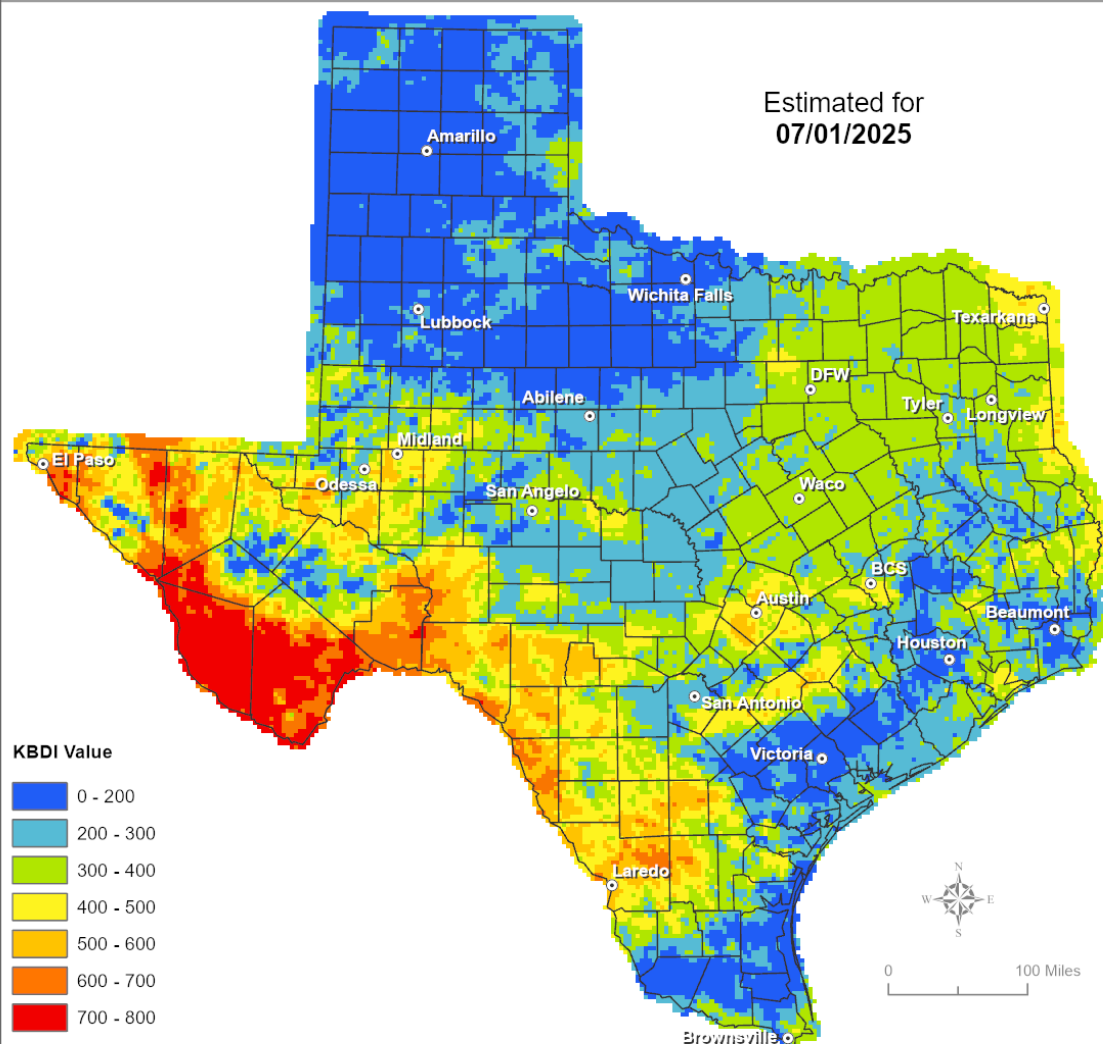 Estimated for
07/01/2025
Amarillo
Wichita Falls
Lubbock
Texarkana
DFW
Abilene
Tyler
Longview
Midland
El Paso
Odessa
San Angelo
Waco
BCS
Austin
Beaumont
Houston
San Antonio
Victoria
KBDI Value
0 - 200
200 - 300
300 - 400
400 - 500
500 - 600
600 - 700
700 - 800
Laredo
N
W
E
S
0
100 Miles
Brownsville